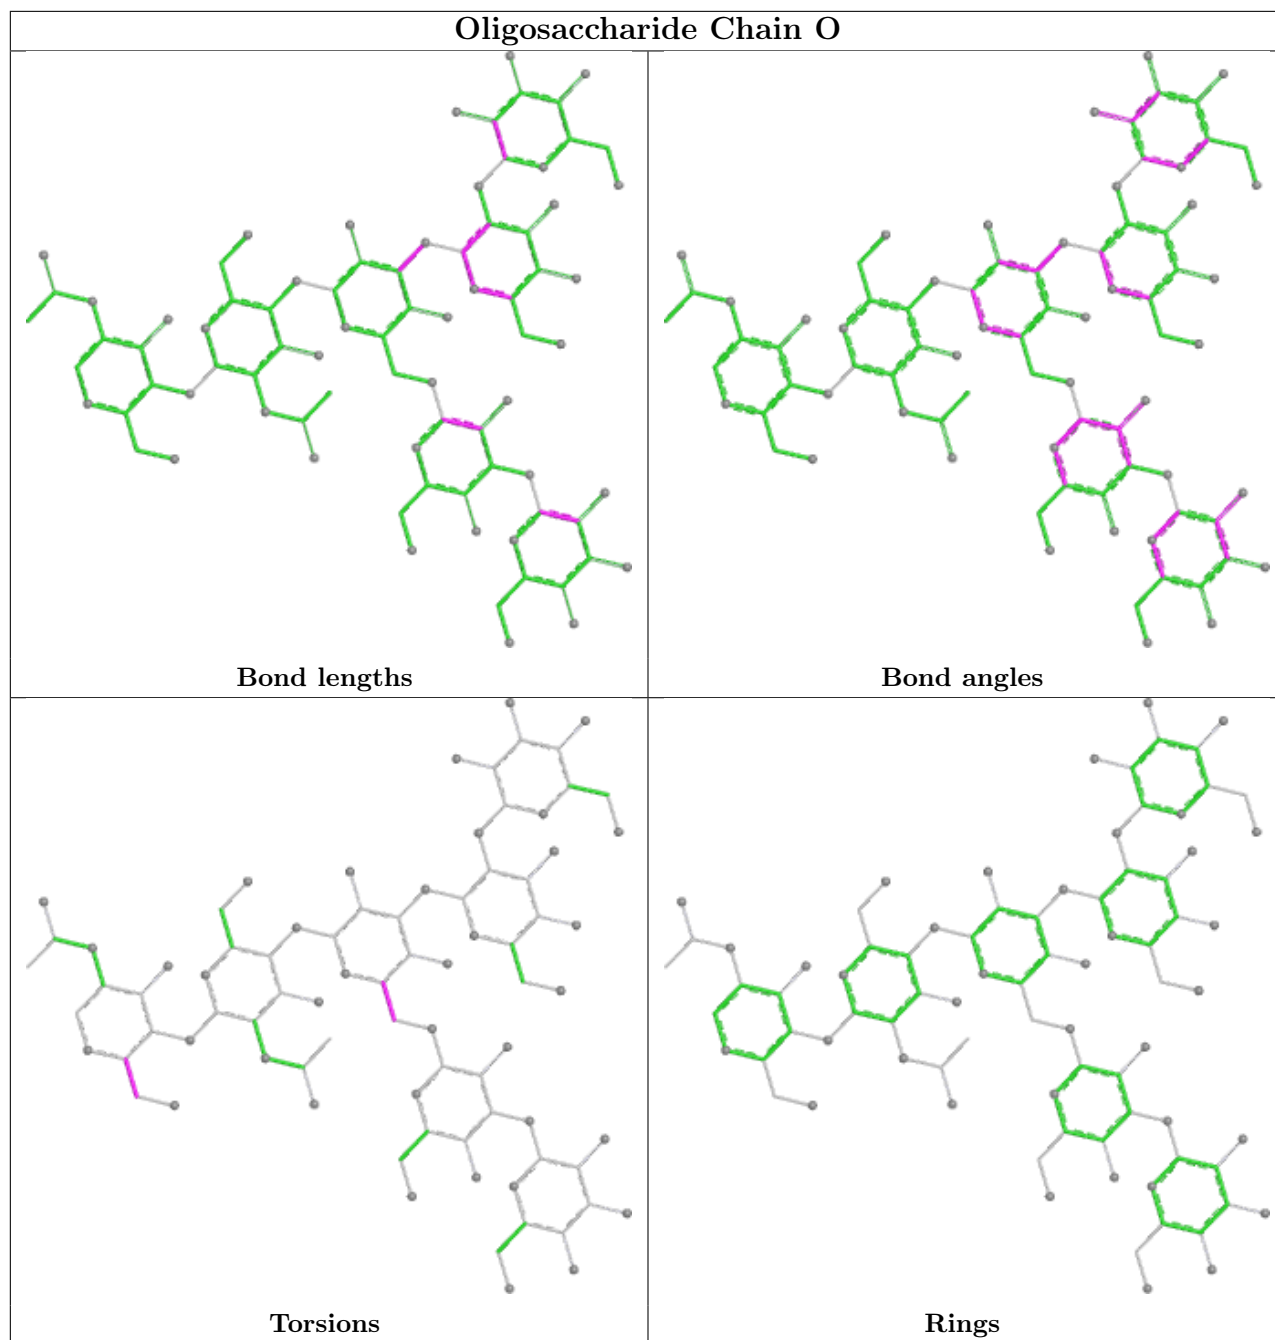 Oligosaccharide Chain O
Bond lengths
Bond angles
Torsions
Rings